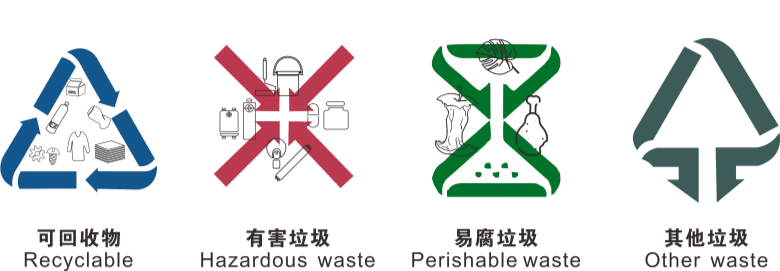 可回收物
Recyclable
有害垃圾
Hazardous waste
易腐垃圾
Perishable waste
其他垃圾
Other waste